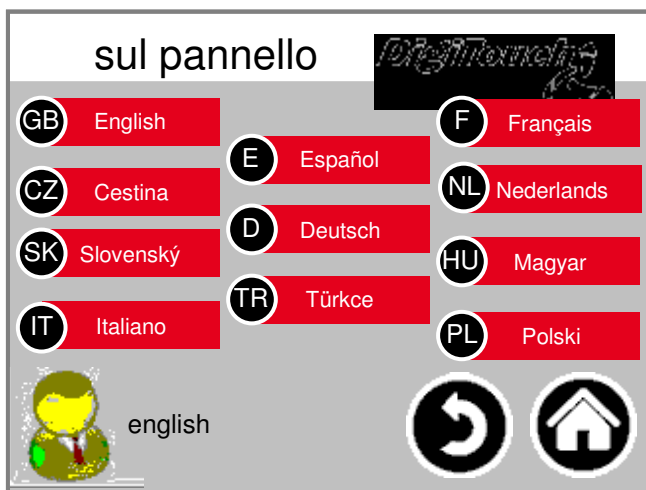 sul pannello
DigiTouch
GB English
CZ Cestina
SK Slovenský
IT Italiano
E Español
D Deutsch
TR Türkce
F Français
NL Nederlands
HU Magyar
PL Polski
english